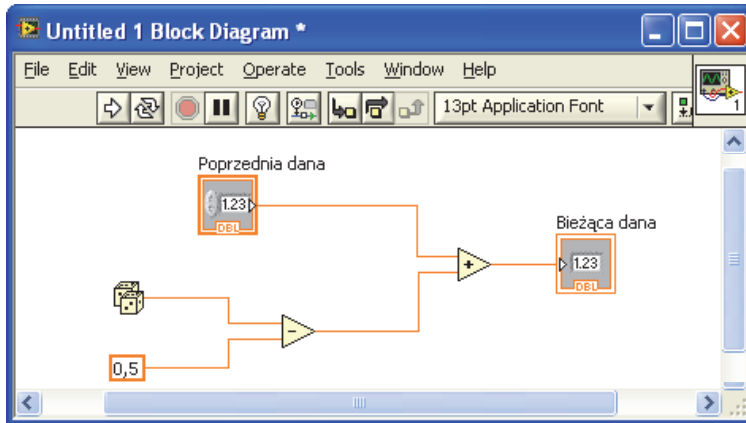 Untitled 1 Block Diagram *
File Edit View Project Operate Tools Window Help
13pt Application Font
1
Poprzednia dana
1.23
DBL
Bieżąca dana
1.23
DBL
+
-
0,5